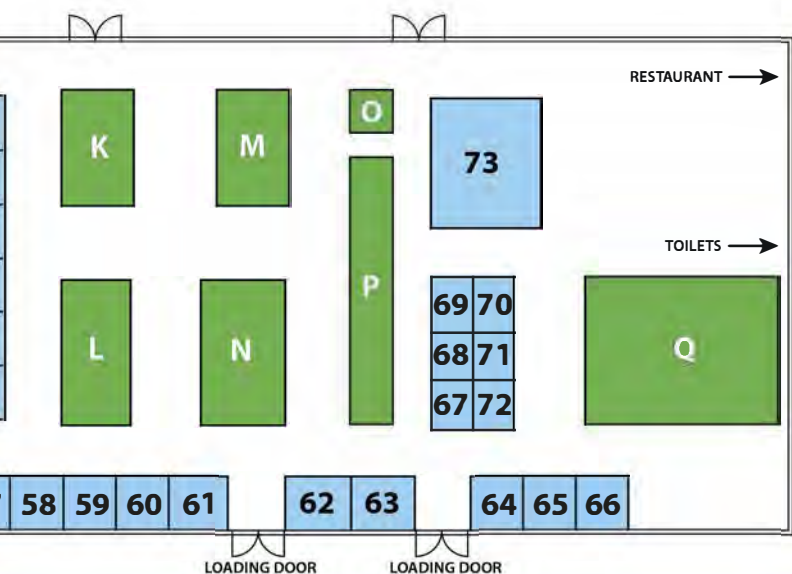 RESTAURANT
O
K
M
73
TOILETS
P
69 70
L
N
68 71
Q
67 72
58 59 60 61
62 63
64 65 66
LOADING DOOR
LOADING DOOR